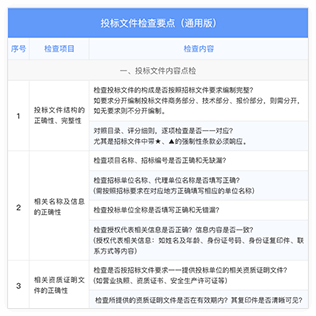 投标文件检查要点（通用版）
序号 检查项目 检查内容
一、投标文件内容点检
1
投标文件结构的
正确性、完整性
检查投标文件的构成是否按照招标文件要求编制完整？
如要求分开编制投标文件商务部分、技术部分、报价部分，则需分开，
如无要求则不分开编制。
对照目录、评分细则，逐项检查是否一一对应？
尤其是招标文件中带★、▲的强制性条款必须响应。
2
相关名称及信息
的正确性
检查项目名称、招标编号是否正确和无缺漏？
检查招标单位名称、代理单位名称是否填写正确？
(需按照招标要求在对应地方正确填写相应的单位名称)
检查投标单位全称是否填写正确和无错漏？
检查授权代表相关信息是否正确？信息内容是否一致？
(授权代表相关信息：如姓名及年龄、身份证号码、身份证复印件、联
系方式等内容)
3
相关资质证明文
件的正确性
检查是否按招标文件要求一一提供投标单位的相关资质证明文件？
(如营业执照、资质证书、安全生产许可证等)
检查所提供的资质证明文件是否在有效期内？其复印件是否清晰可见？